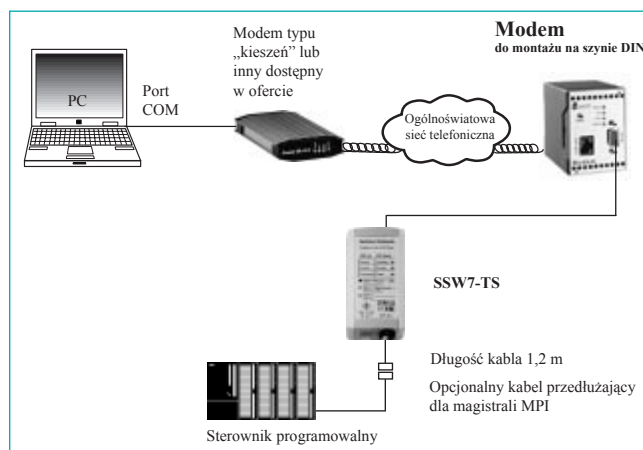 Modem typu
„kieszeń” lub
inny dostępny
w ofercie
Modem
do montażu na szynie DIN
PC
Port
COM
Ogólnoświatowa
sieć telefoniczna
SSW7-TS
Długość kabla 1,2 m
Opcjonalny kabel przedłużający
dla magistrali MPI
Sterownik programowalny